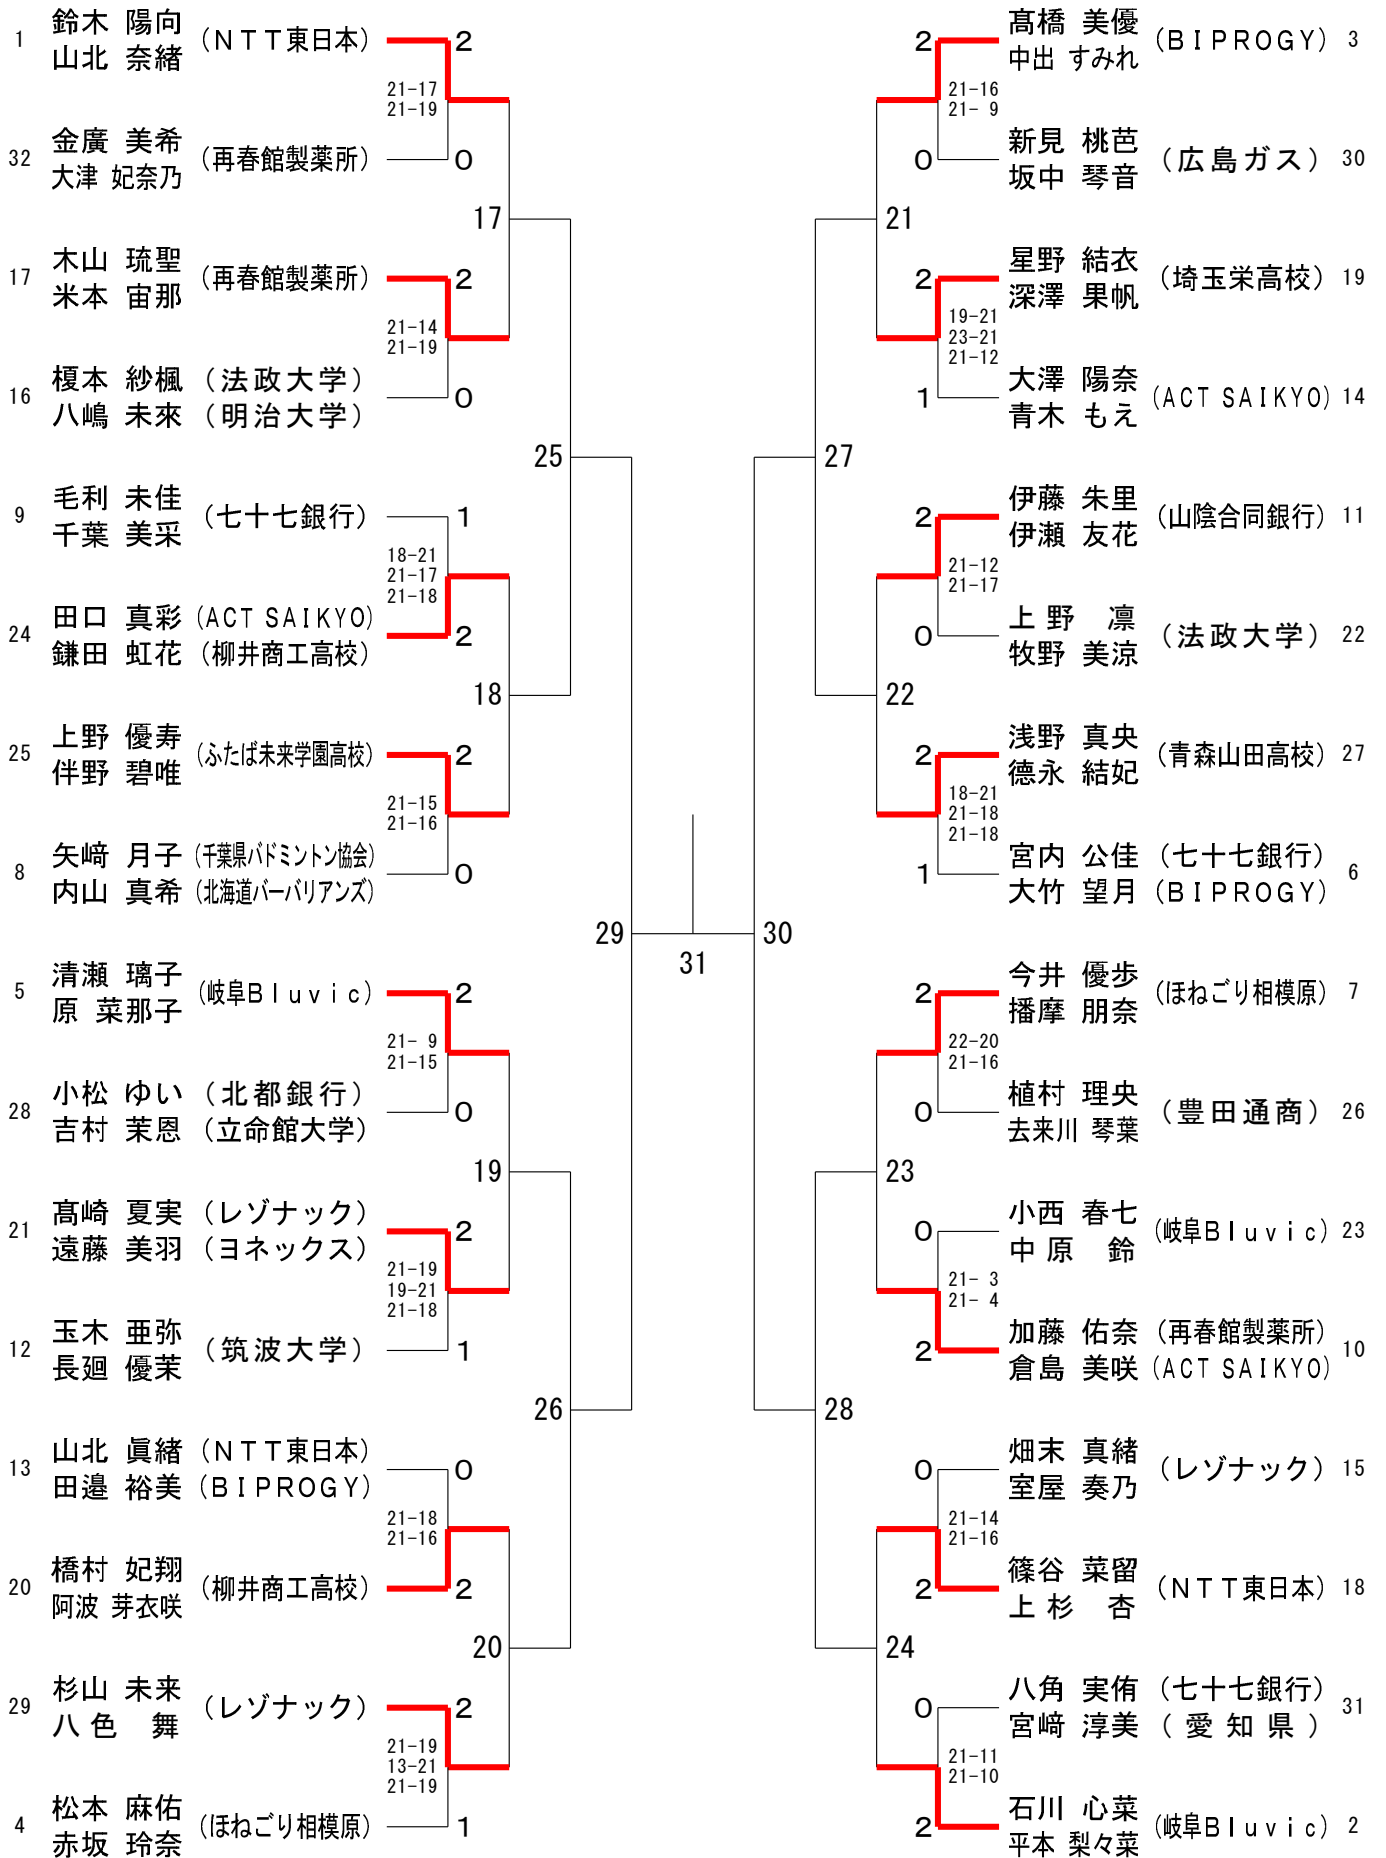 1 鈴木 陽向 (ＮＴＴ東日本) 2
山北 奈緒
21-17
21-19
32 金廣 美希 (再春館製薬所) 0
大津 妃奈乃
17
17 木山 琉聖 (再春館製薬所) 2
米本 宙那
21-14
21-19
16 榎本 紗楓 (法政大学) 0
八嶋 未來 (明治大学)
25
9 毛利 未佳 (七十七銀行) 1
千葉 美采
18-21
21-17
21-18
24 田口 真彩 (ACT SAIKYO) 2
鎌田 虹花 (柳井商工高校)
18
25 上野 優寿 (ふたば未来学園高校) 2
伴野 碧唯
21-15
21-16
8 矢﨑 月子 (千葉県バドミントン協会) 0
内山 真希 (北海道バーバリアンズ)
29
5 清瀬 璃子 (岐阜Bluvic) 2
原 菜那子
21- 9
21-15
28 小松 ゆい (北都銀行) 0
吉村 茉恩 (立命館大学)
19
21 髙崎 夏実 (レゾナック) 2
遠藤 美羽 (ヨネックス)
21-19
19-21
21-18
12 玉木 亜弥 (筑波大学) 1
長廻 優茉
26
13 山北 眞緒 (ＮＴＴ東日本) 0
田邉 裕美 (BIPROGY)
21-18
21-16
20 橋村 妃翔 (柳井商工高校) 2
阿波 芽衣咲
20
29 杉山 未来 (レゾナック) 2
八色 舞
21-19
13-21
21-19
4 松本 麻佑 (ほねごり相模原) 1
赤坂 玲奈
31
2 髙橋 美優 (BIPROGY) 3
中出 すみれ
21-16
21- 9
0 新見 桃芭 (広島ガス) 30
坂中 琴音
21
2 星野 結衣 (埼玉栄高校) 19
深澤 果帆
19-21
23-21
21-12
1 大澤 陽奈 (ACT SAIKYO) 14
青木 もえ
27
2 伊藤 朱里 (山陰合同銀行) 11
伊瀬 友花
21-12
21-17
0 上野 凛 (法政大学) 22
牧野 美涼
22
2 浅野 真央 (青森山田高校) 27
德永 結妃
18-21
21-18
21-18
1 宮内 公佳 (七十七銀行) 6
大竹 望月 (BIPROGY)
30
2 今井 優歩 (ほねごり相模原) 7
播摩 朋奈
22-20
21-16
0 植村 理央 (豊田通商) 26
去来川 琴葉
23
0 小西 春七 (岐阜Bluvic) 23
中原 鈴
21- 3
21- 4
2 加藤 佑奈 (再春館製薬所) 10
倉島 美咲 (ACT SAIKYO)
28
0 畑末 真緒 (レゾナック) 15
室屋 奏乃
21-14
21-16
2 篠谷 菜留 (ＮＴＴ東日本) 18
上杉 杏
24
0 八角 実侑 (七十七銀行) 31
宮﨑 淳美 (愛知県)
21-11
21-10
2 石川 心菜 (岐阜Bluvic) 2
平本 梨々菜